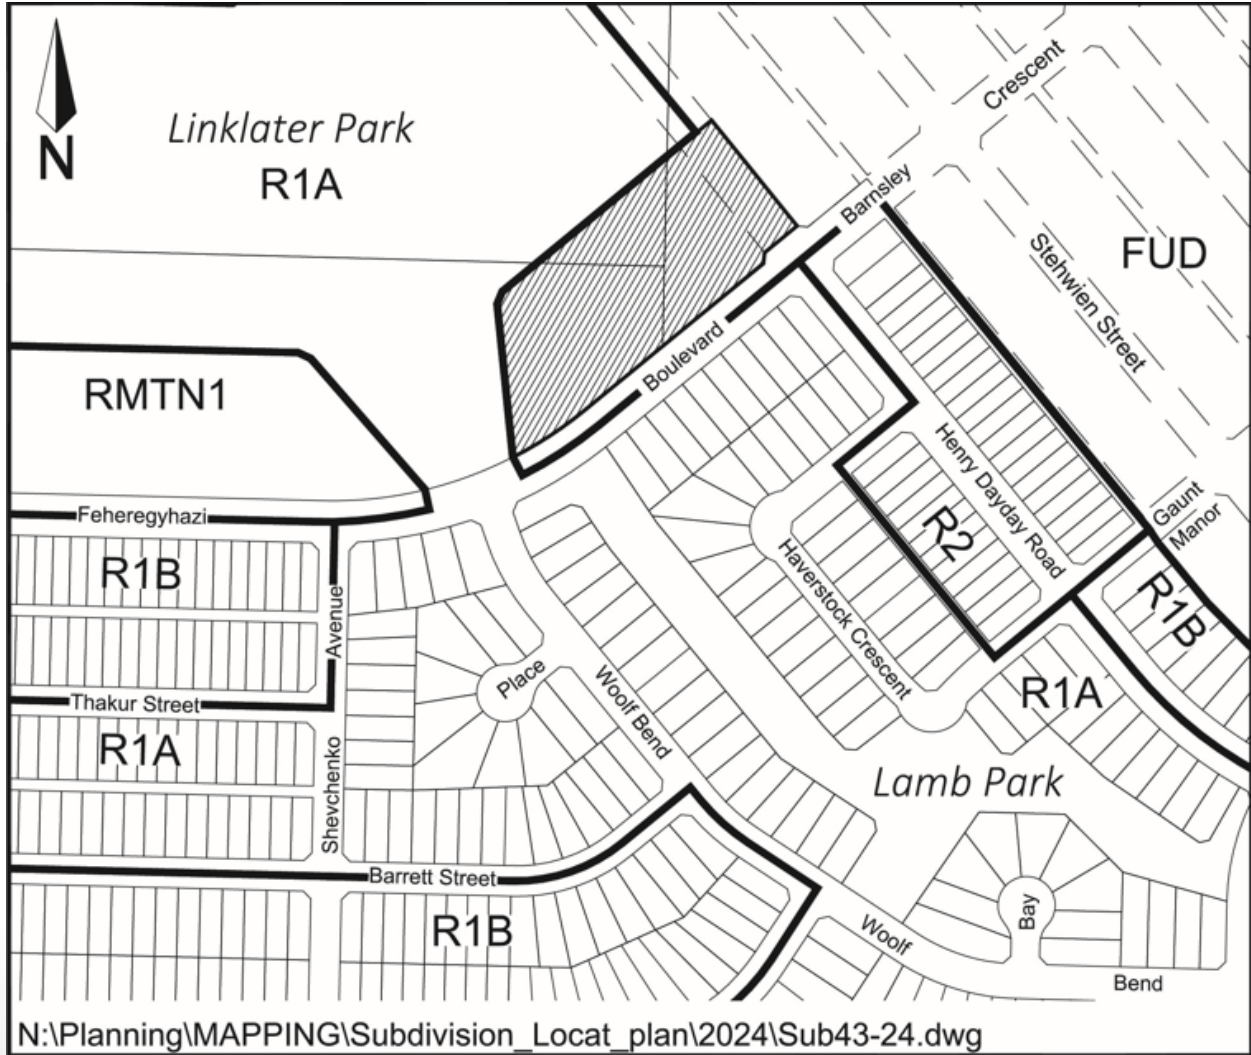 Crescent
Linklater Park
N
R1A
Barnsley
FUD
Stehwien Street
Boulevard
RMTN1
Henry Dayday Road
Gaunt
Manor
Feheregyhazi
R2
R1B
Haverstock Crescent
R1B
Avenue
Place
Woolf Bend
R1A
Thakur Street
R1A
Shevchenko
Lamb Park
Barrett Street
R1B
Bay
Woolf
Bend
N:\Planning\MAPPING\Subdivision_Locat_plan\2024\Sub43-24.dwg